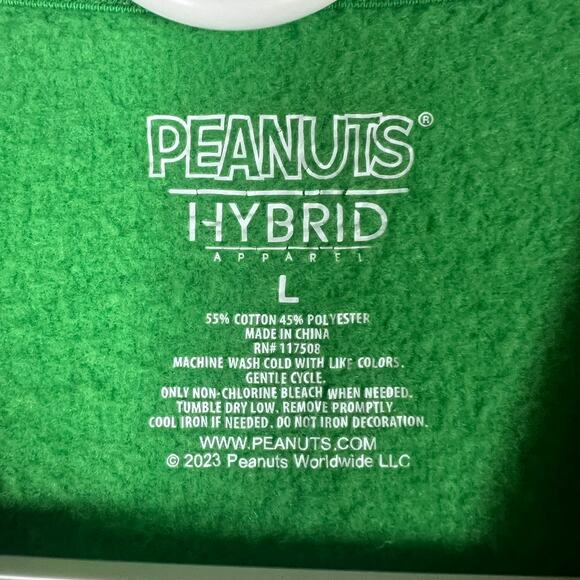 PEANUTS®
HYBRID
APPAREL
L
55% COTTON 45% POLYESTER
MADE IN CHINA
RN# 117508
MACHINE WASH COLD WITH LIKE COLORS.
GENTLE CYCLE.
ONLY NON-CHLORINE BLEACH WHEN NEEDED.
TUMBLE DRY LOW. REMOVE PROMPTLY.
COOL IRON IF NEEDED. DO NOT IRON DECORATION.
WWW.PEANUTS.COM
© 2023 Peanuts Worldwide LLC